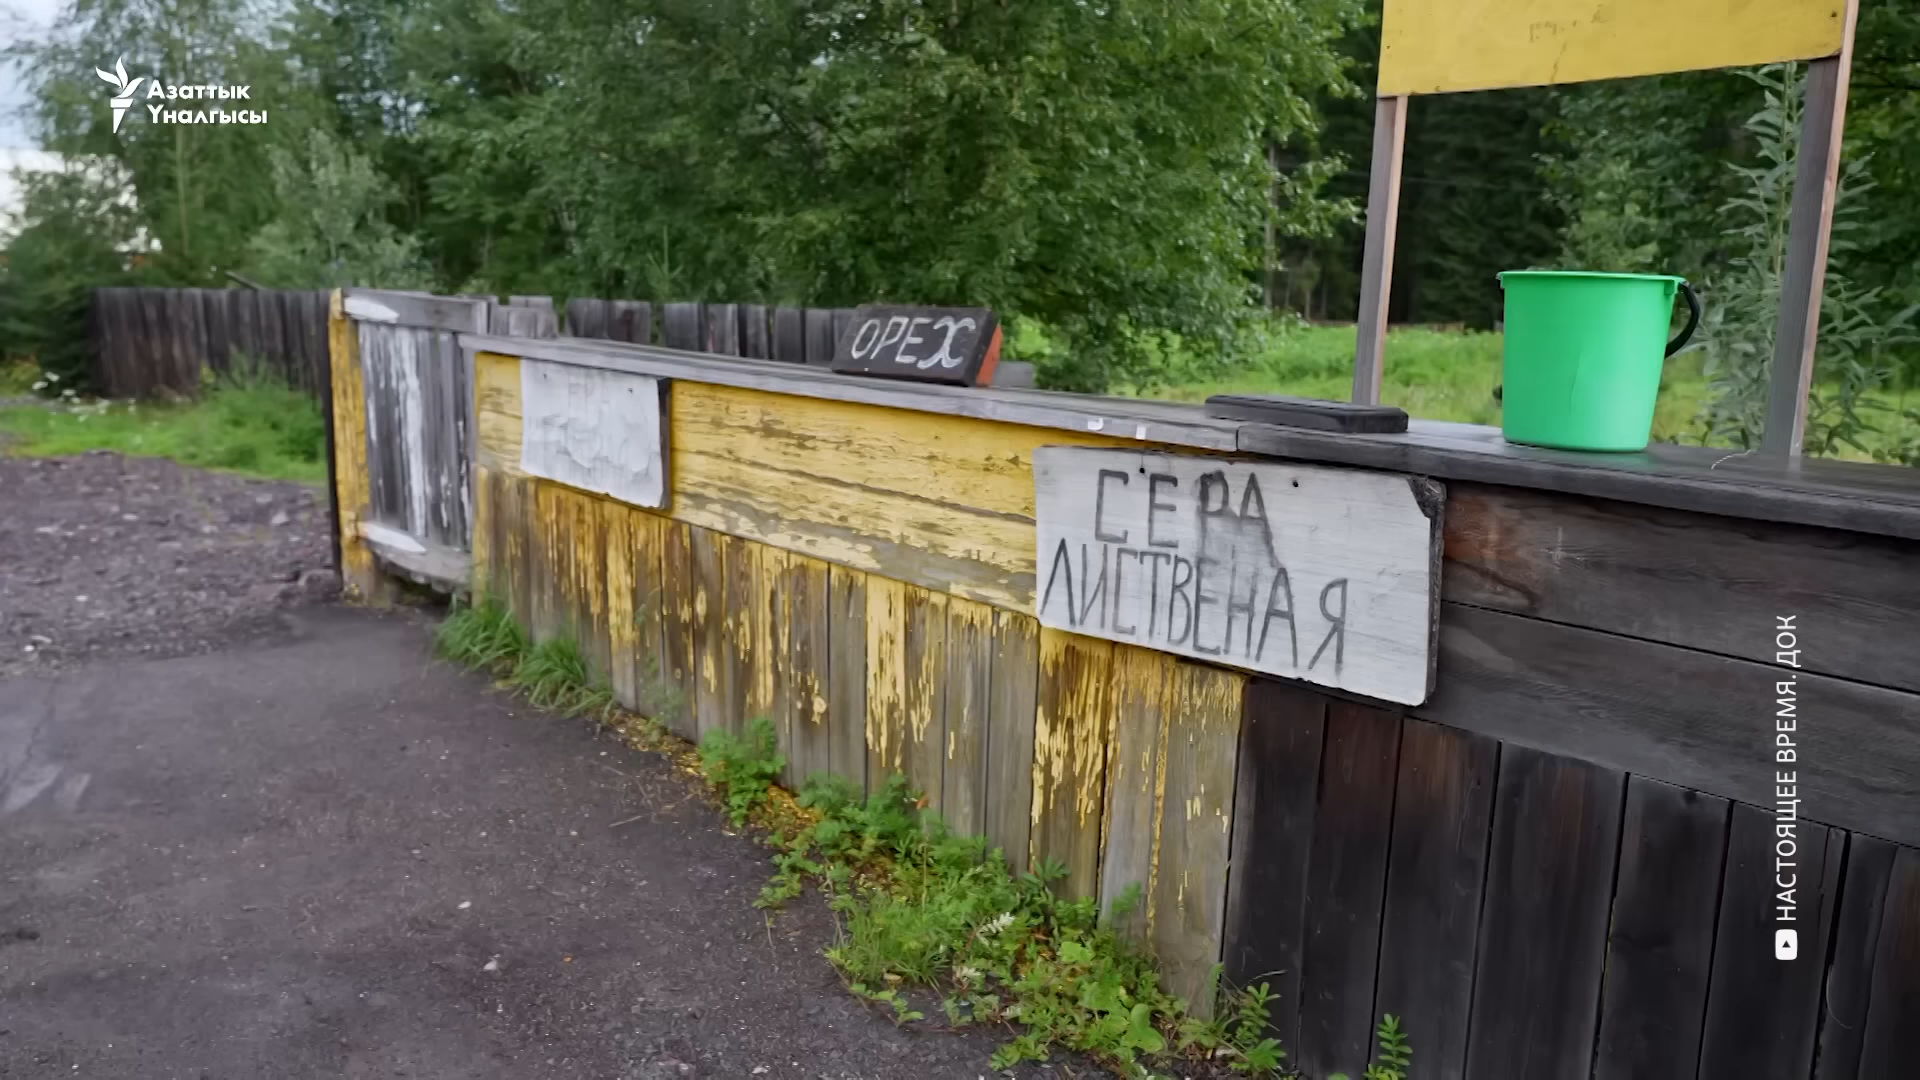 Азаттык
Үналгысы
ОРЕХ
СЕРА
ЛИСТВЕНАЯ
НАСТОЯЩЕЕ ВРЕМЯ.ДОК